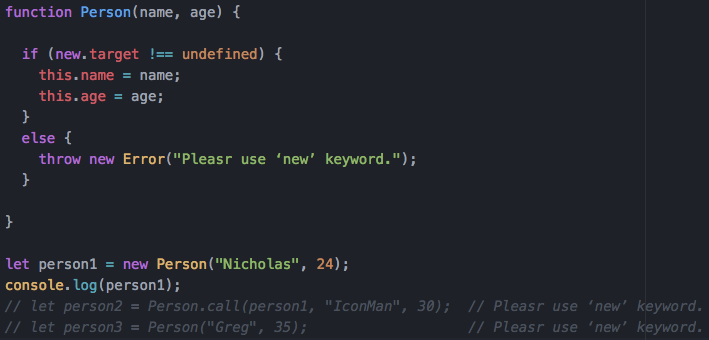 function Person(name, age) {
if (new.target !== undefined) {
this.name = name;
this.age = age;
}
else {
throw new Error("Pleasr use ‘new’ keyword.");
}
}
let person1 = new Person("Nicholas", 24);
console.log(person1);
// let person2 = Person.call(person1, "IconMan", 30);  // Pleasr use ‘new’ keyword.
// let person3 = Person("Greg", 35);                   // Pleasr use ‘new’ keyword.